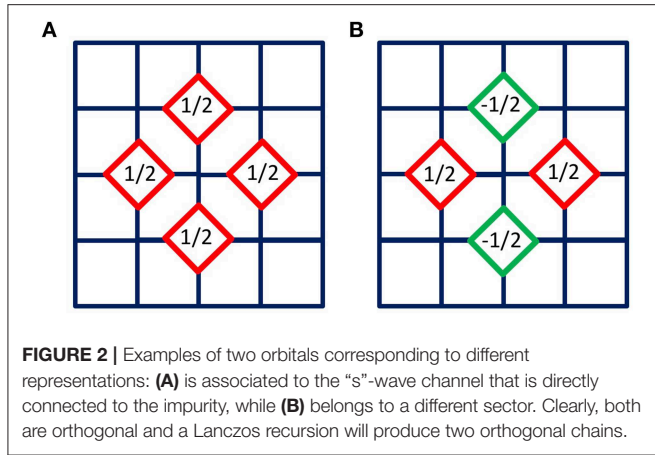 A
B
1/2
-1/2
1/2
1/2
1/2
1/2
1/2
-1/2
FIGURE 2 | Examples of two orbitals corresponding to different
representations: (A) is associated to the “s”-wave channel that is directly
connected to the impurity, while (B) belongs to a different sector. Clearly, both
are orthogonal and a Lanczos recursion will produce two orthogonal chains.